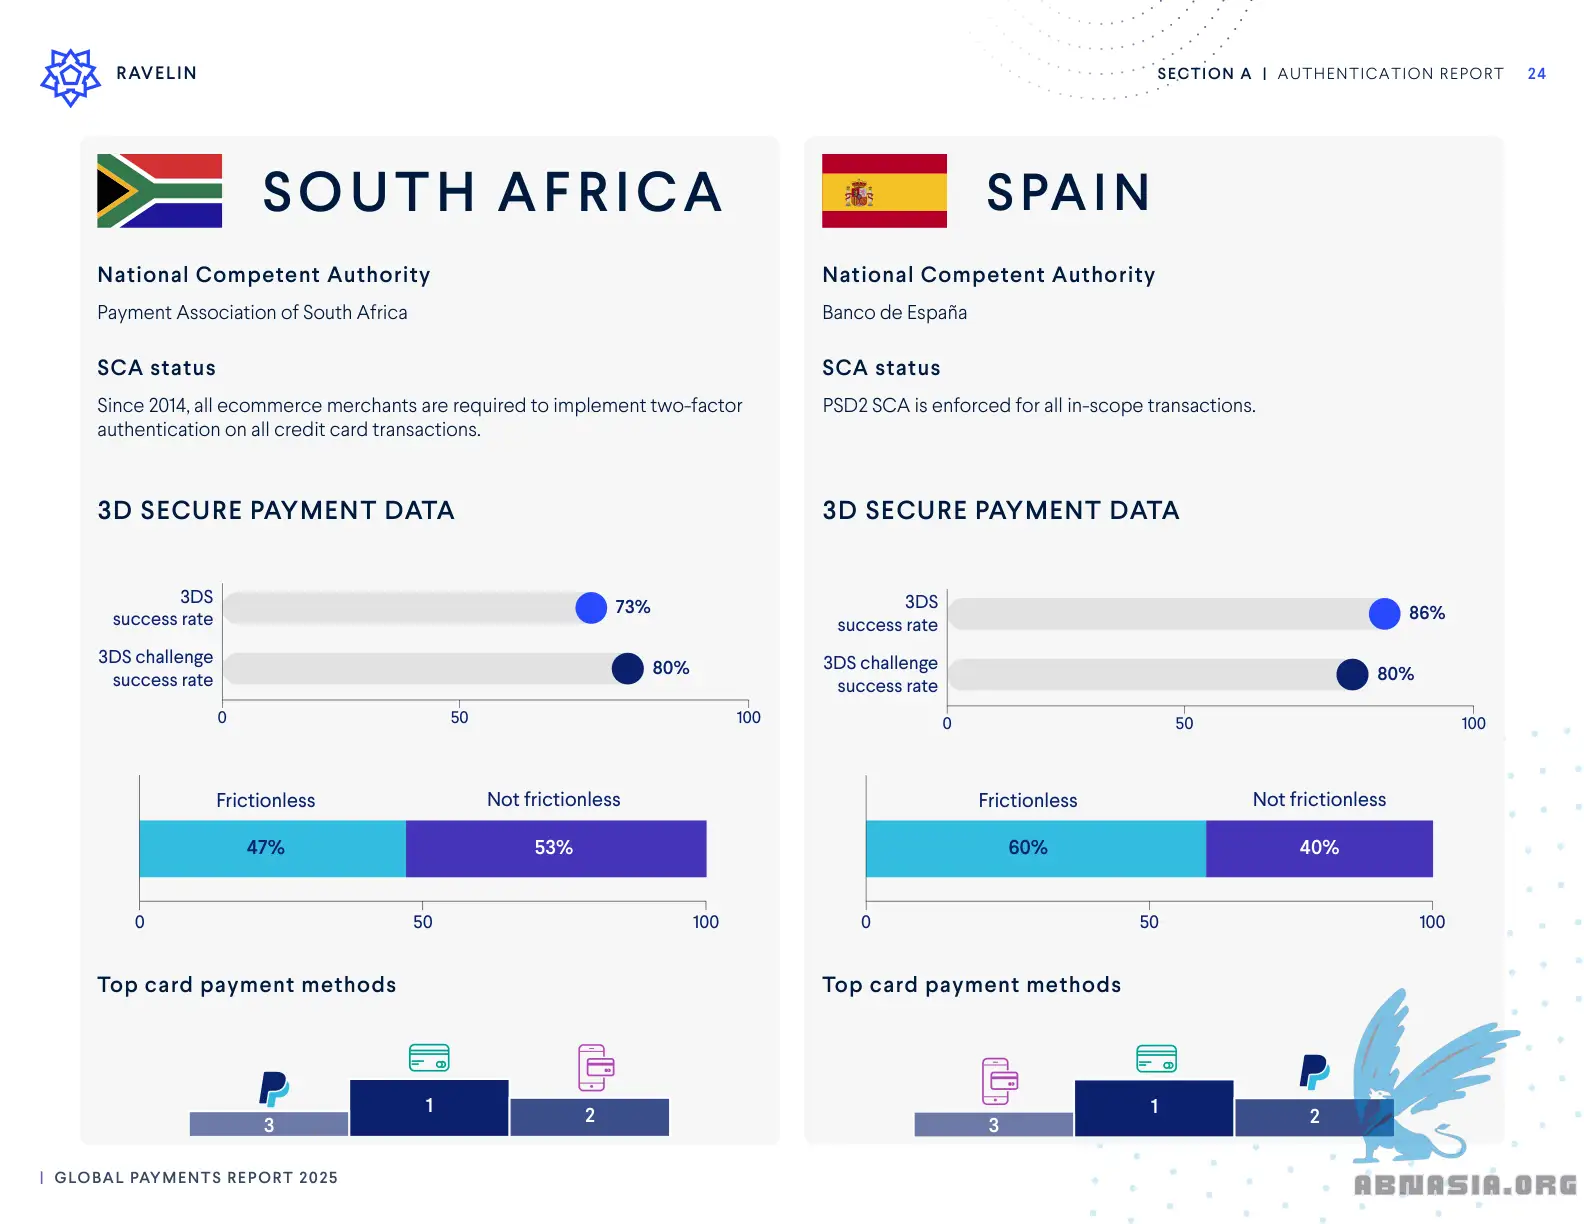 RAVELIN
SECTION A | AUTHENTICATION REPORT 24
SOUTH AFRICA
National Competent Authority
Payment Association of South Africa
SCA status
Since 2014, all ecommerce merchants are required to implement two-factor
authentication on all credit card transactions.
3D SECURE PAYMENT DATA
3DS
success rate
73%
3DS challenge
success rate
80%
0 50 100
Frictionless Not frictionless
47% 53%
0 50 100
Top card payment methods
3 1 2
SPAIN
National Competent Authority
Banco de España
SCA status
PSD2 SCA is enforced for all in-scope transactions.
3D SECURE PAYMENT DATA
3DS
success rate
86%
3DS challenge
success rate
80%
0 50 100
Frictionless Not frictionless
60% 40%
0 50 100
Top card payment methods
3 1 2
| GLOBAL PAYMENTS REPORT 2025
ABNASIA.ORG